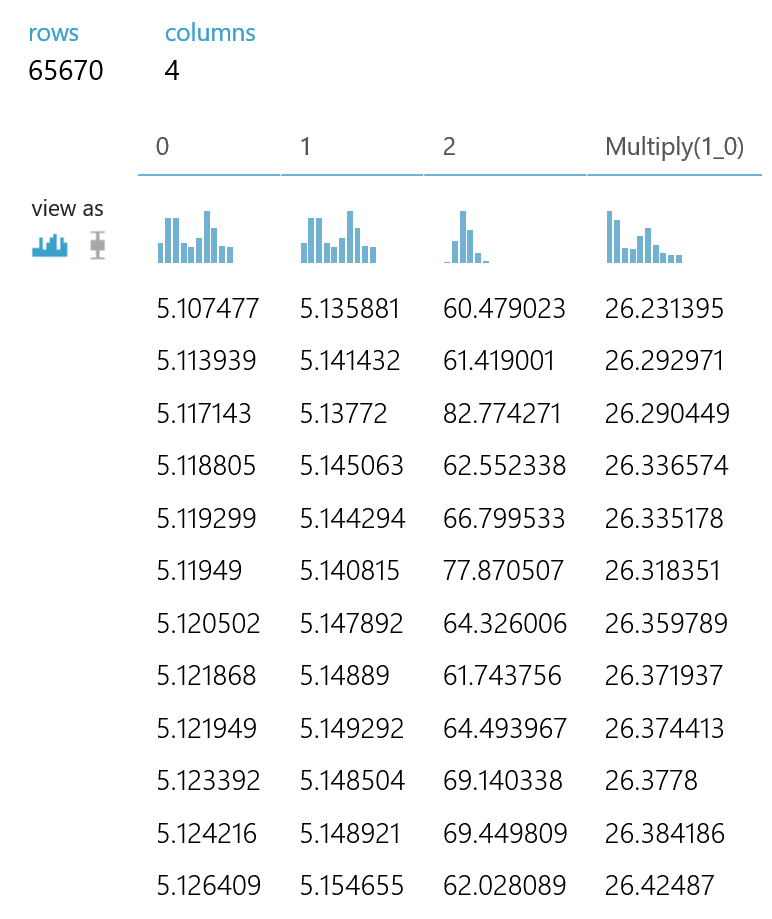 rows columns
65670 4
0 1 2 Multiply(1_0)
view as
5.107477 5.135881 60.479023 26.231395
5.113939 5.141432 61.419001 26.292971
5.117143 5.13772 82.774271 26.290449
5.118805 5.145063 62.552338 26.336574
5.119299 5.144294 66.799533 26.335178
5.11949 5.140815 77.870507 26.318351
5.120502 5.147892 64.326006 26.359789
5.121868 5.14889 61.743756 26.371937
5.121949 5.149292 64.493967 26.374413
5.123392 5.148504 69.140338 26.3778
5.124216 5.148921 69.449809 26.384186
5.126409 5.154655 62.028089 26.42487